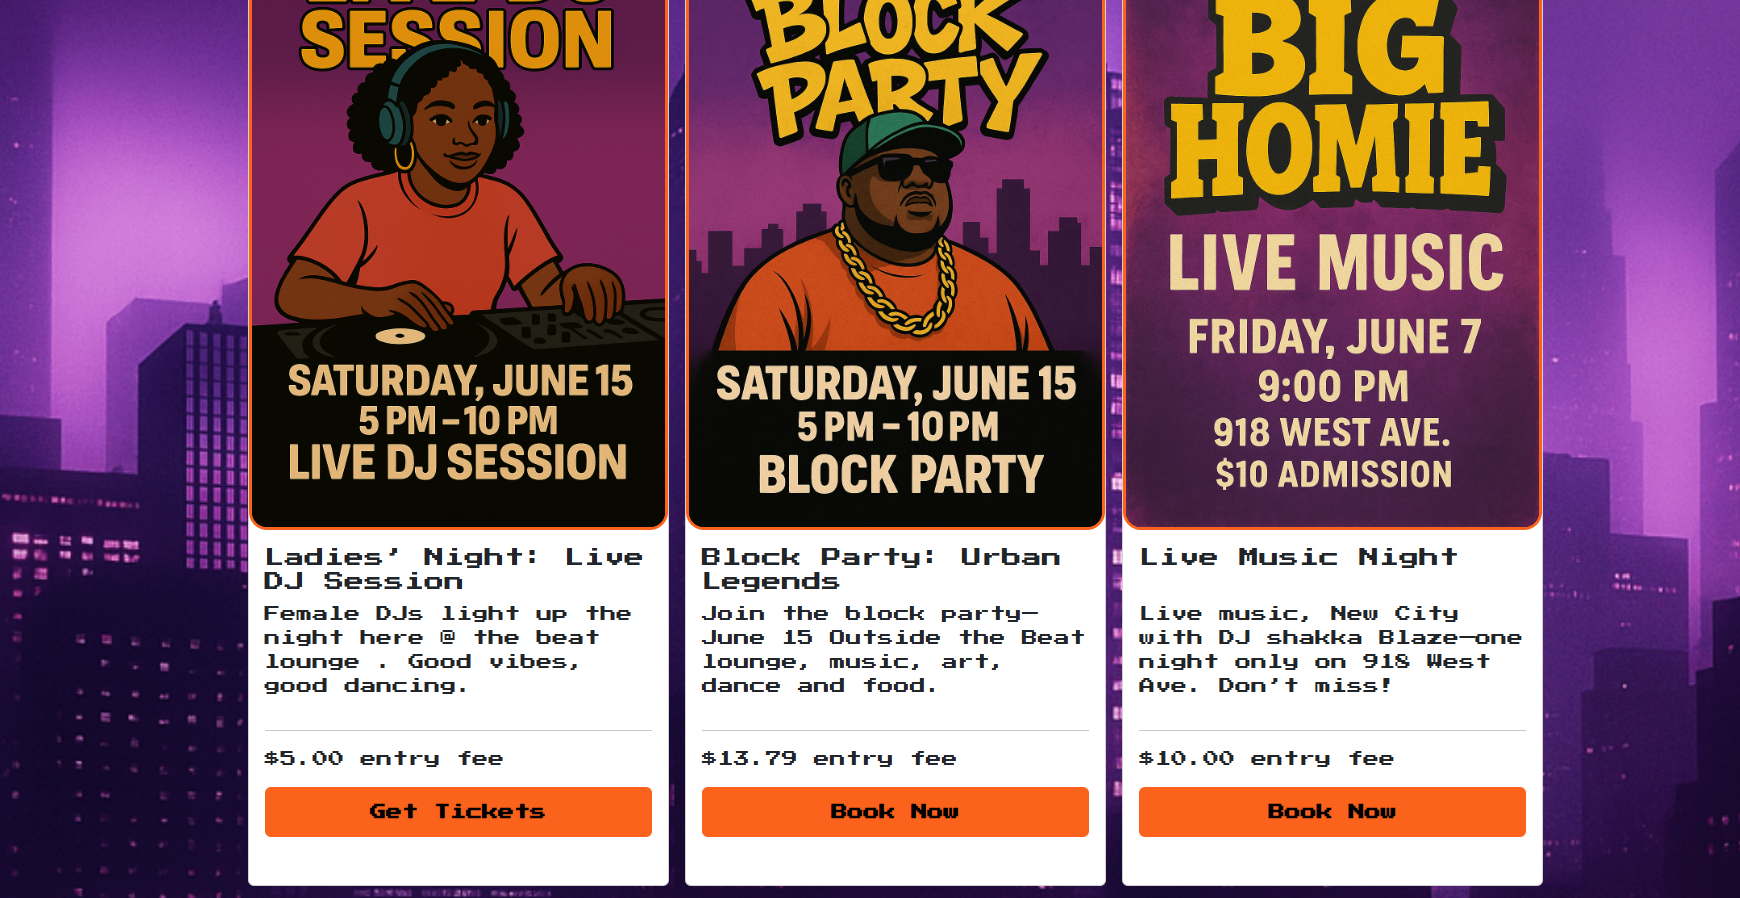 LIVE DJ
SESSION
SATURDAY, JUNE 15
5 PM – 10 PM
LIVE DJ SESSION
Ladies’ Night: Live
DJ Session
Female DJs light up the
night here @ the beat
lounge . Good vibes,
good dancing.
$5.00 entry fee
Get Tickets
BLOCK
PARTY
SATURDAY, JUNE 15
5 PM – 10 PM
BLOCK PARTY
Block Party: Urban
Legends
Join the block party—
June 15 Outside the Beat
lounge, music, art,
dance and food.
$13.79 entry fee
Book Now
BIG
HOMIE
LIVE MUSIC
FRIDAY, JUNE 7
9:00 PM
918 WEST AVE.
$10 ADMISSION
Live Music Night
Live music, New City
with DJ shakka Blaze—one
night only on 918 West
Ave. Don’t miss!
$10.00 entry fee
Book Now